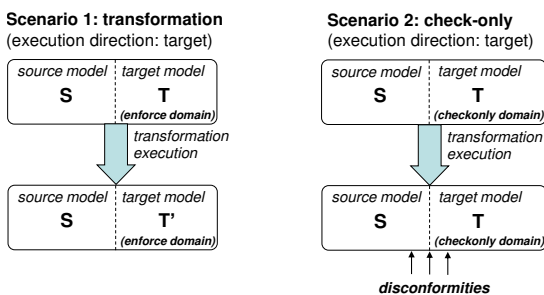 Scenario 1: transformation
(execution direction: target)
source model target model
S T
(enforce domain)
transformation
execution
source model target model
S T'
(enforce domain)
Scenario 2: check-only
(execution direction: target)
source model target model
S T
(checkonly domain)
transformation
execution
source model target model
S T
(checkonly domain)
disconformities